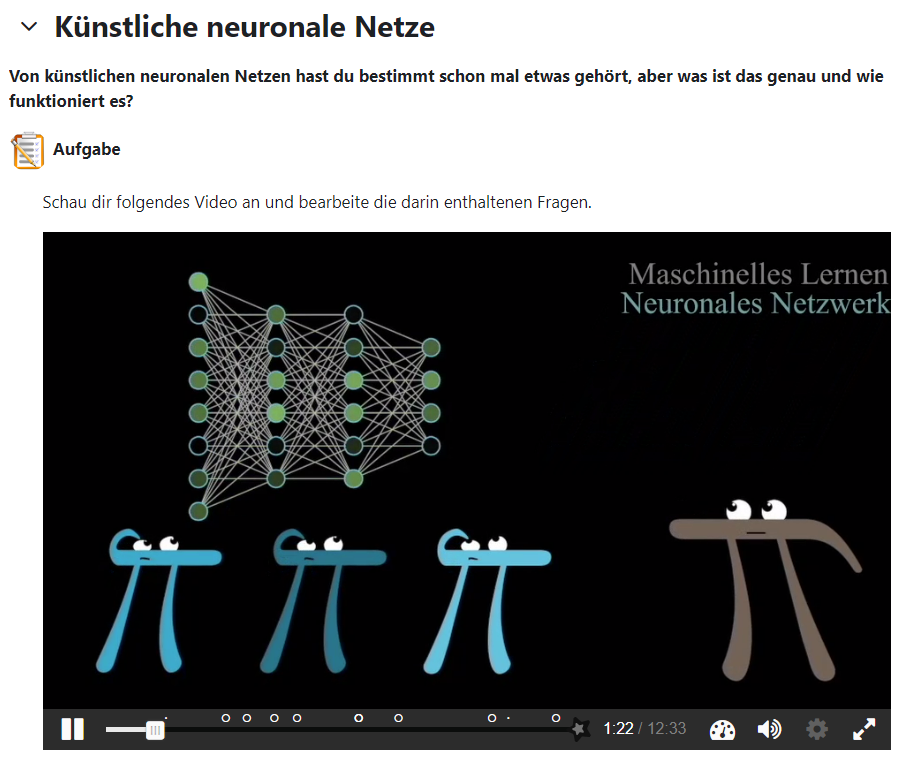 Künstliche neuronale Netze
Von künstlichen neuronalen Netzen hast du bestimmt schon mal etwas gehört, aber was ist das genau und wie
funktioniert es?
Aufgabe
Schau dir folgendes Video an und bearbeite die darin enthaltenen Fragen.
Maschinelles Lernen
Neuronales Netzwerk
1:22 / 12:33